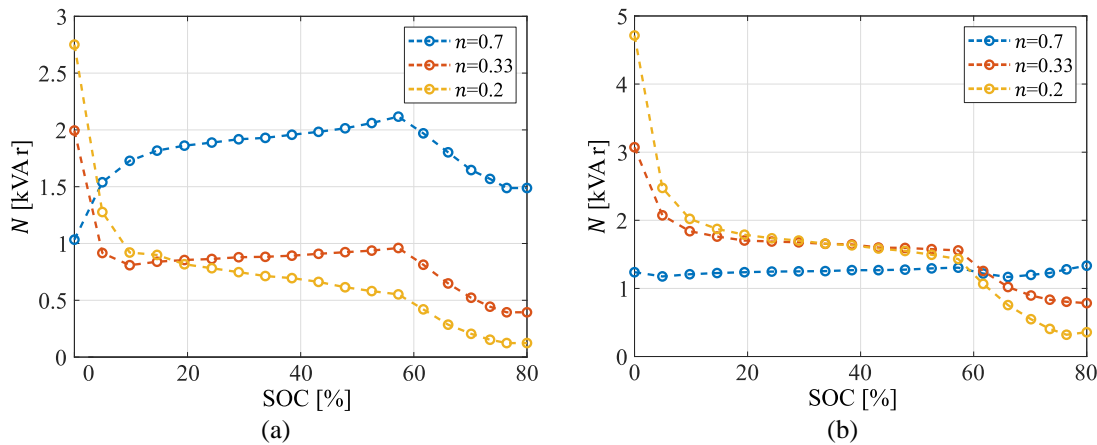 3
2.5
2
1.5
1
0.5
0
N [kVAr]
n=0.7
n=0.33
n=0.2
0 20 40 60 80
SOC [%]
(a)
5
4
3
2
1
0
N [kVAr]
n=0.7
n=0.33
n=0.2
0 20 40 60 80
SOC [%]
(b)